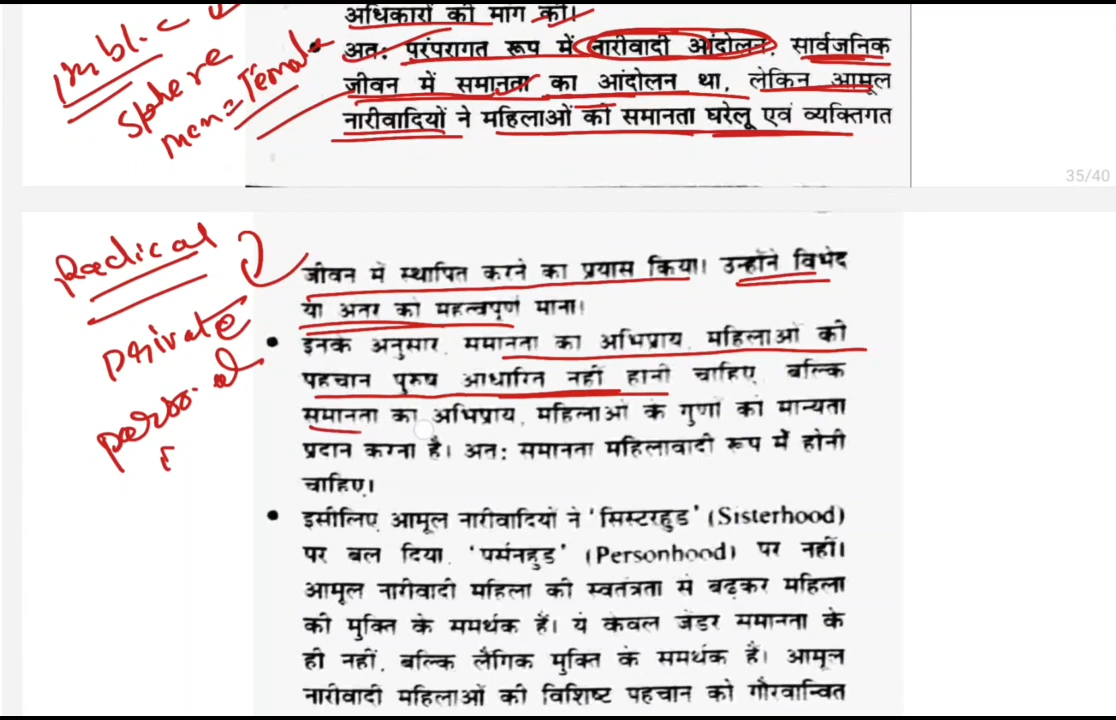 अधिकारों की मांग की।
अतः परंपरागत रूप में नारीवादी आंदोलन, सार्वजनिक
जीवन में समानता का आंदोलन था, लेकिन आमूल
नारीवादियों ने महिलाओं की समानता घरेलू एवं व्यक्तिगत
sphere
men = Female
35/40
Radical
private
जीवन में स्थापित करने का प्रयास किया। उन्होंने विभेद
या अंतर को महत्वपूर्ण माना।
• इनके अनुसार, समानता का अभिप्राय, महिलाओं की
पहचान पुरुष आधारित नहीं होनी चाहिए, बल्कि
समानता का अभिप्राय, महिलाओं के गुणों को मान्यता
प्रदान करना है। अतः समानता महिलावादी रूप में होनी
चाहिए।
• इसीलिए आमूल नारीवादियों ने 'सिस्टरहुड' (Sisterhood)
पर बल दिया, 'पर्सनहुड' (Personhood) पर नहीं।
आमूल नारीवादी महिला की स्वतंत्रता से बढ़कर महिला
की मुक्ति के समर्थक हैं। ये केवल जेंडर समानता के
ही नहीं, बल्कि लैंगिक मुक्ति के समर्थक हैं। आमूल
नारीवादी महिलाओं की विशिष्ट पहचान को गौरवान्वित